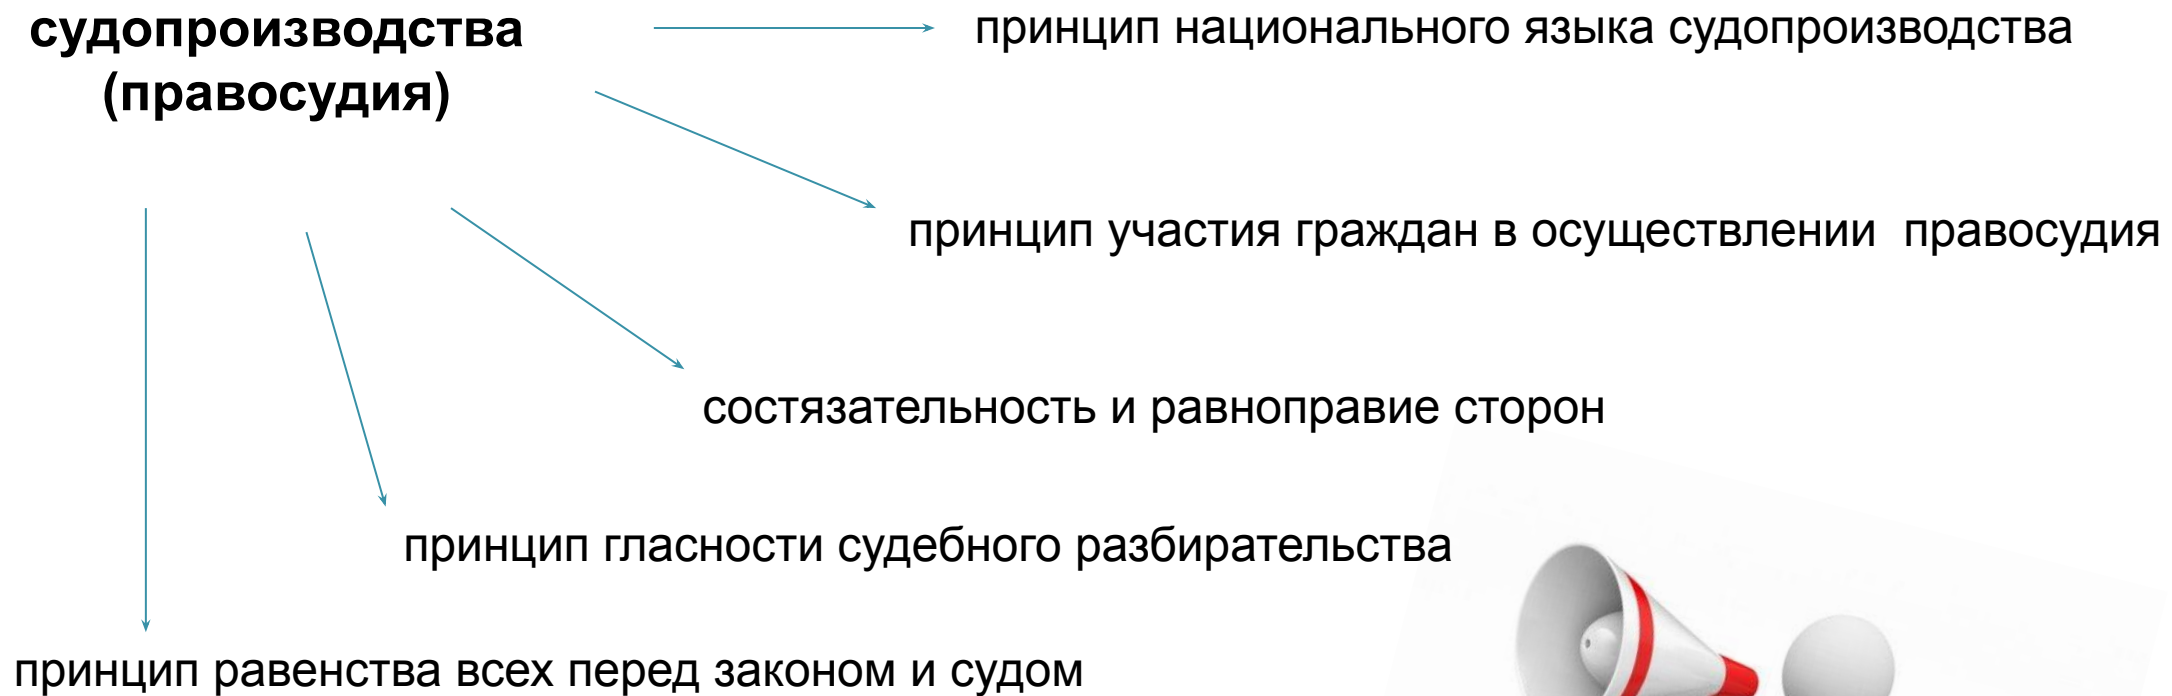 судопроизводства
(правосудия)
принцип национального языка судопроизводства
принцип участия граждан в осуществлении правосудия
состязательность и равноправие сторон
принцип гласности судебного разбирательства
принцип равенства всех перед законом и судом